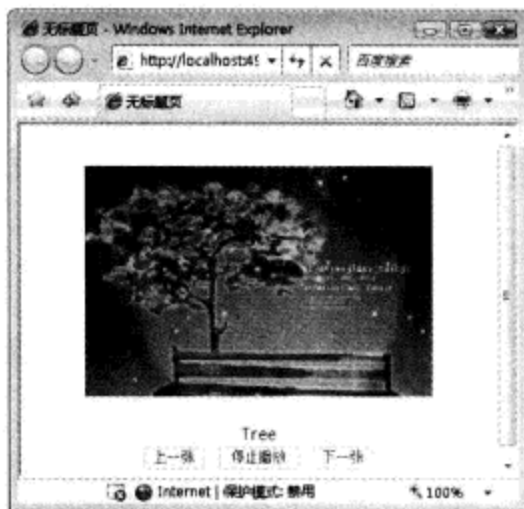 无标题页 - Windows Internet Explorer
http://localhost:49
百度搜索
无标题页
Tree
上一张 停止播放 下一张
Internet | 保护模式: 禁用
100%